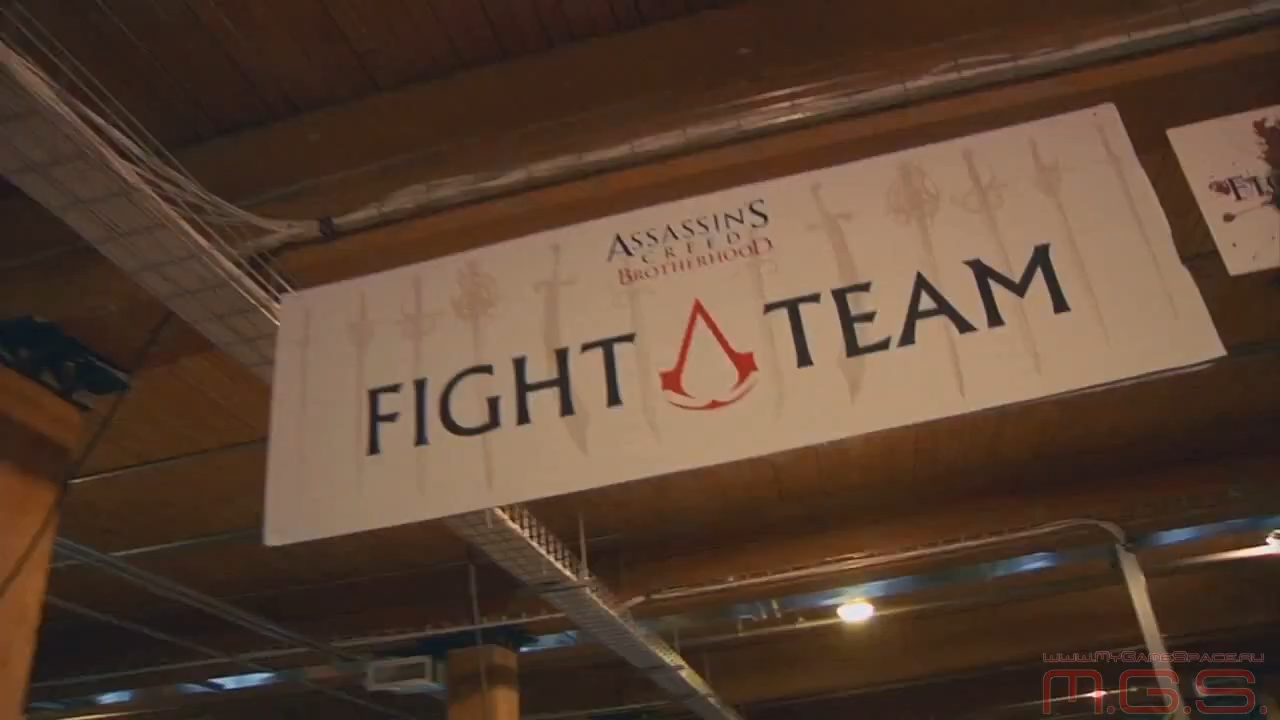 ASSASSIN'S
CREED
BROTHERHOOD
FIGHT TEAM
www.MyGameSpace.ru
M.G.S.